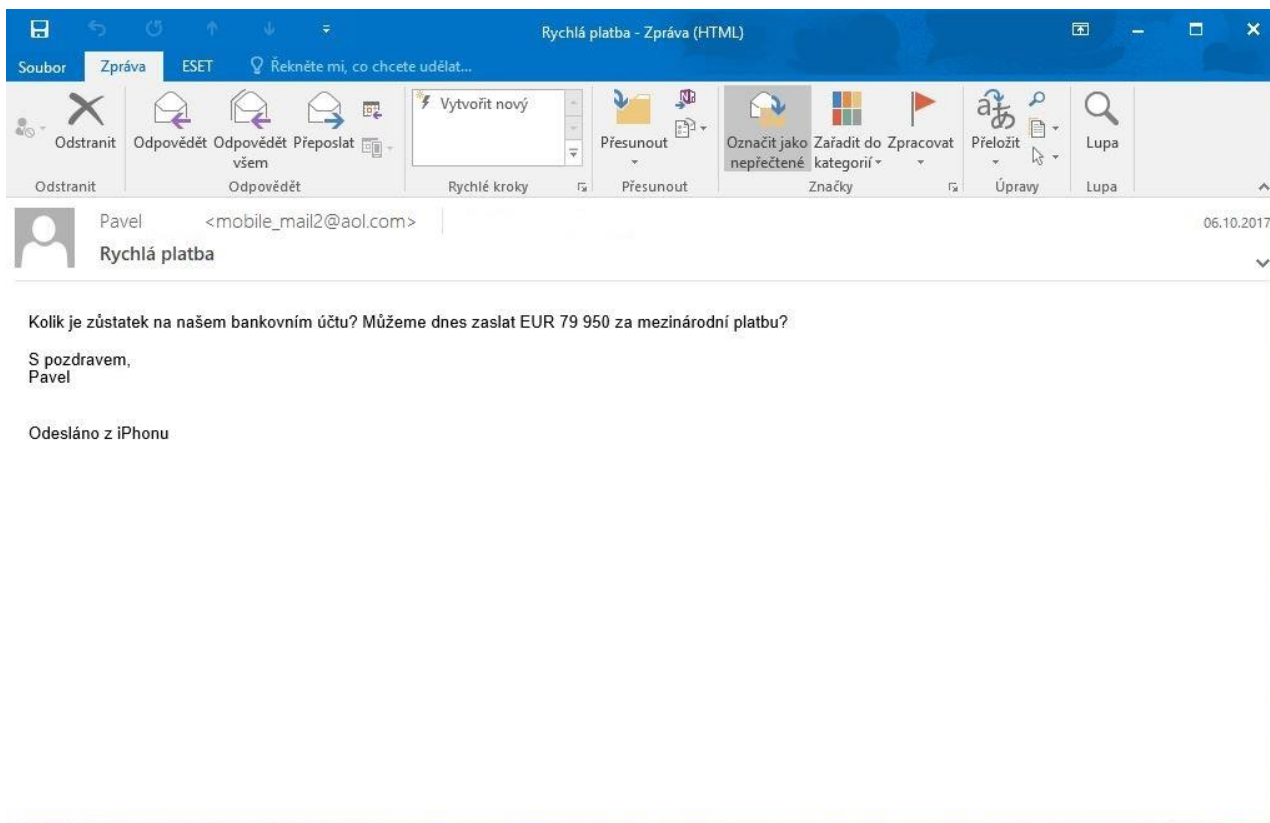 Rychlá platba - Zpráva (HTML)
Soubor Zpráva ESET Řekněte mi, co chcete udělat...
Odstranit
Odpovědět Odpovědět všem Přeposlat
Vytvořit nový
Přesunout
Označit jako nepřečtené Zařadit do kategorií Zpracovat
Přeložit
Lupa
Odstranit Odpovědět Rychlé kroky Přesunout Značky Úpravy Lupa
Pavel <mobile_mail2@aol.com> 06.10.2017
Rychlá platba
Kolik je zůstatek na našem bankovním účtu? Můžeme dnes zaslat EUR 79 950 za mezinárodní platbu?
S pozdravem,
Pavel
Odesláno z iPhonu